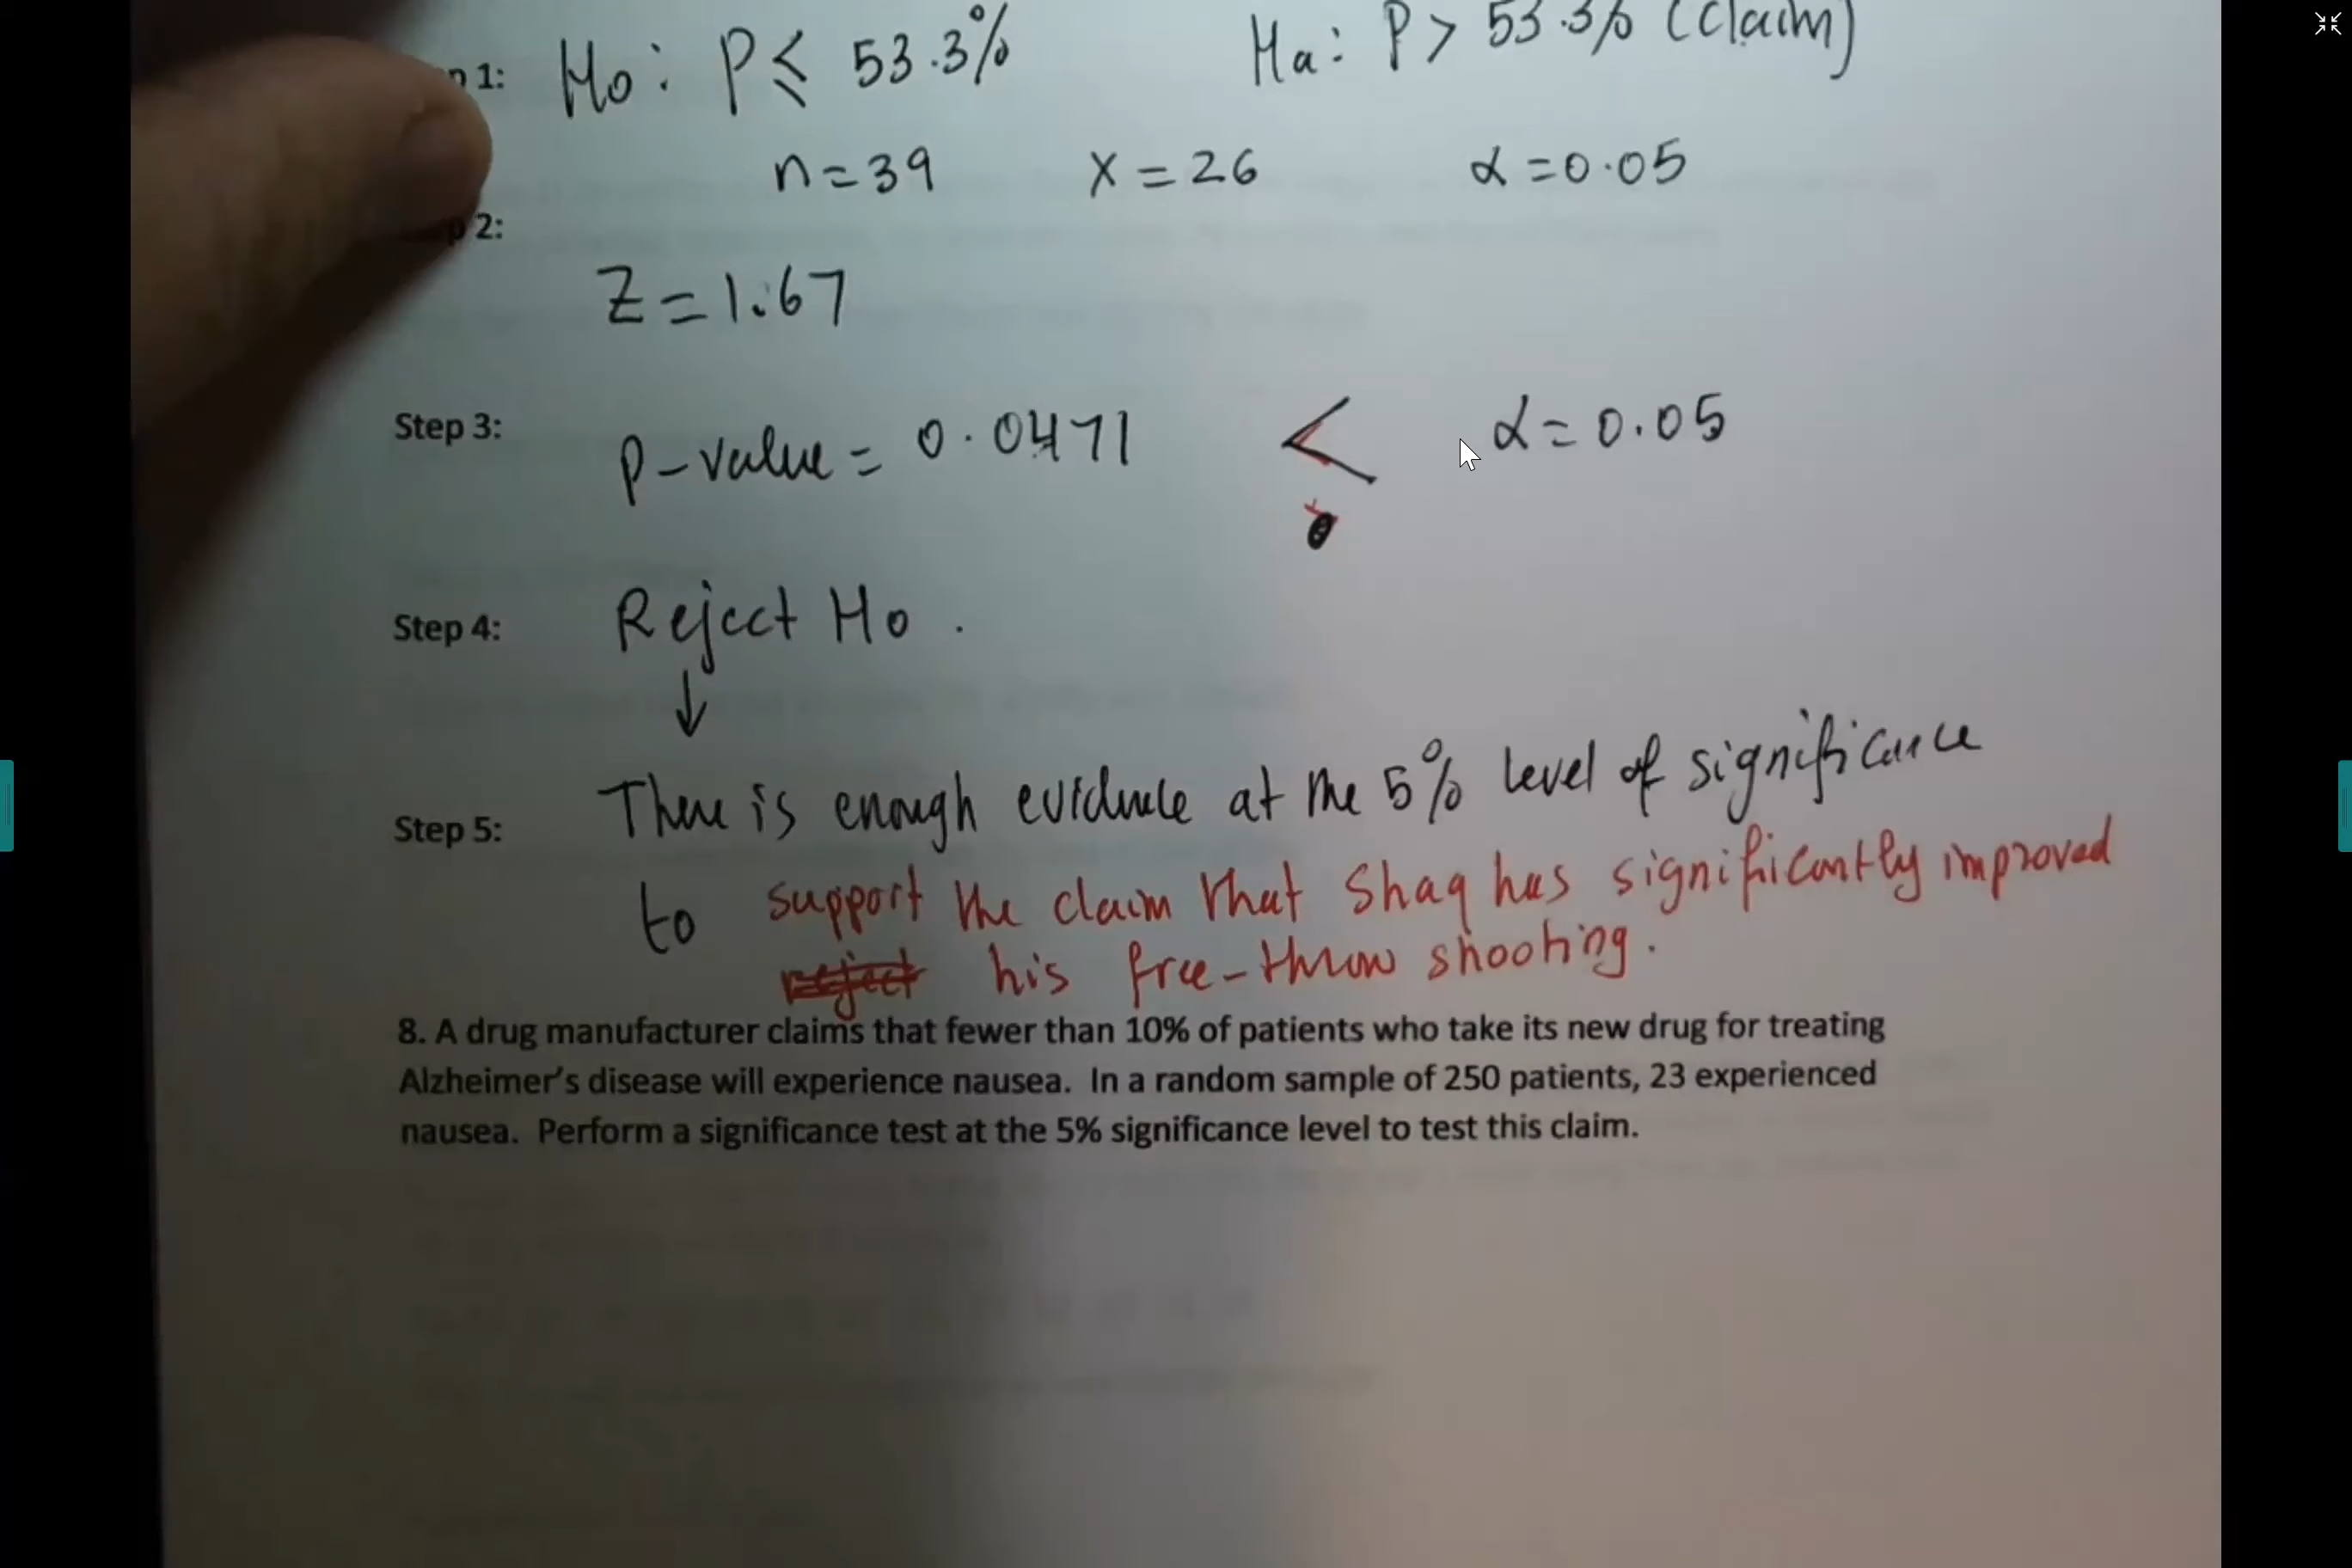 p 1: Ho: P ≤ 53.3% Ha: P > 53.3% (Claim)
n = 39 X = 26 α = 0.05
p 2:
Z = 1.67
Step 3: P-value = 0.0471 < α = 0.05
Step 4: Reject Ho.
↓
Step 5: There is enough evidence at the 5% level of significance
to support the claim that Shaq has significantly improved
reject his free-throw shooting.
8. A drug manufacturer claims that fewer than 10% of patients who take its new drug for treating
Alzheimer's disease will experience nausea. In a random sample of 250 patients, 23 experienced
nausea. Perform a significance test at the 5% significance level to test this claim.